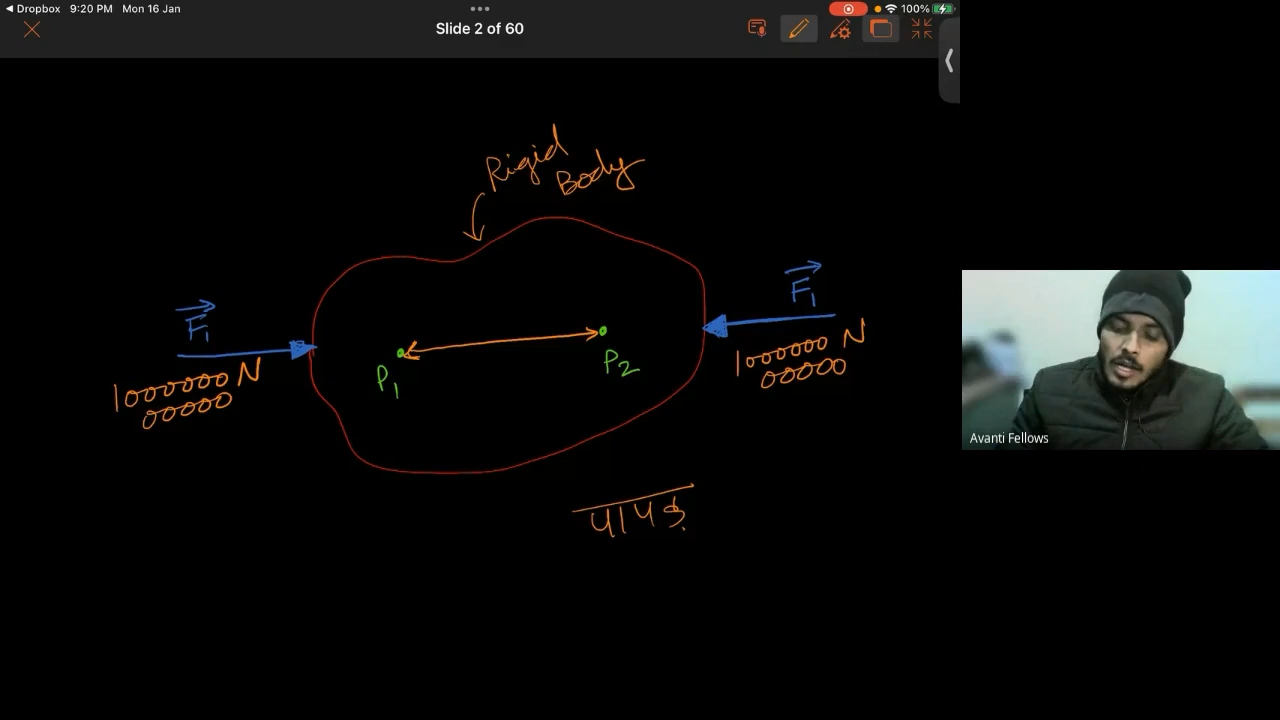 Dropbox 9:20 PM Mon 16 Jan
100%
Slide 2 of 60
Rigid
Body
F₁
1000000 N
00000
P₁
P₂
F₁
1000000 N
00000
Avanti Fellows